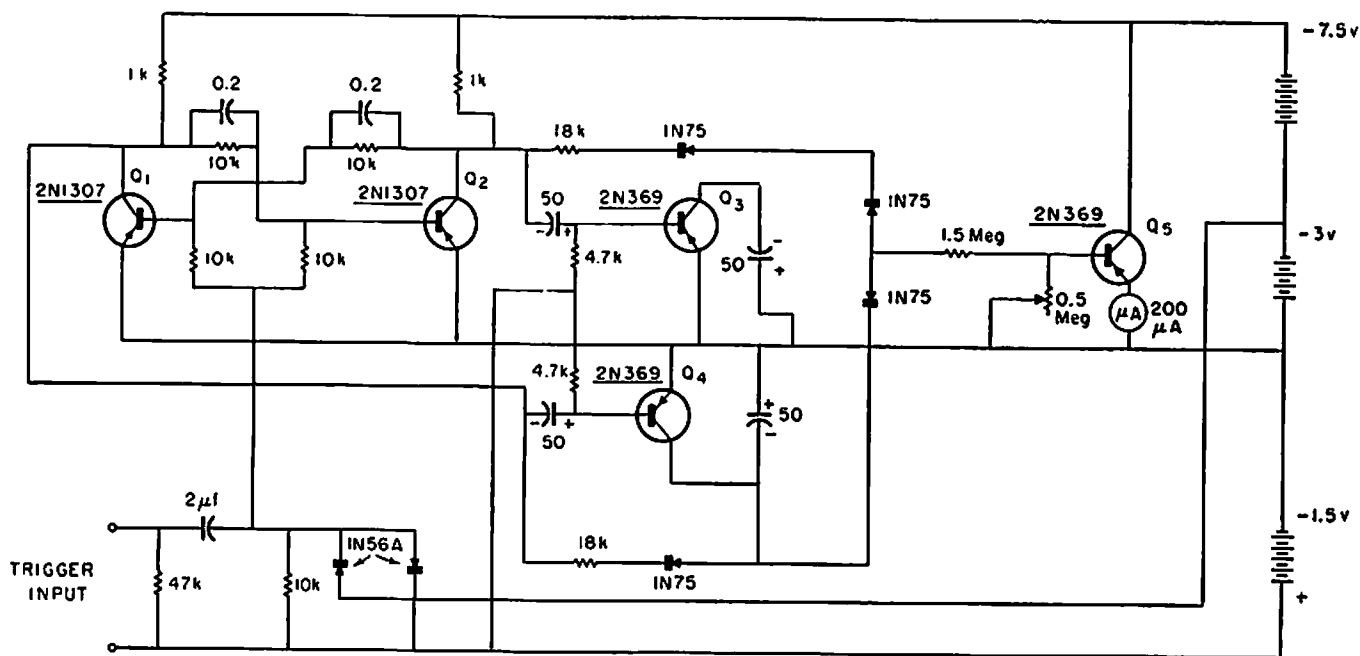 -7.5v
1k
0.2
0.2
1k
18k
1N75
10k
10k
Q1
2N1307
2N1307
Q2
50
- +
2N369
Q3
1N75
2N369
Q5
-3v
10k
10k
4.7k
50
-
+
1.5 Meg
1N75
0.5
Meg
μA
200
μA
4.7k
2N369
Q4
- +
50
+
50
-
2μf
1N56A
18k
1N75
-1.5v
TRIGGER
INPUT
47k
10k
+